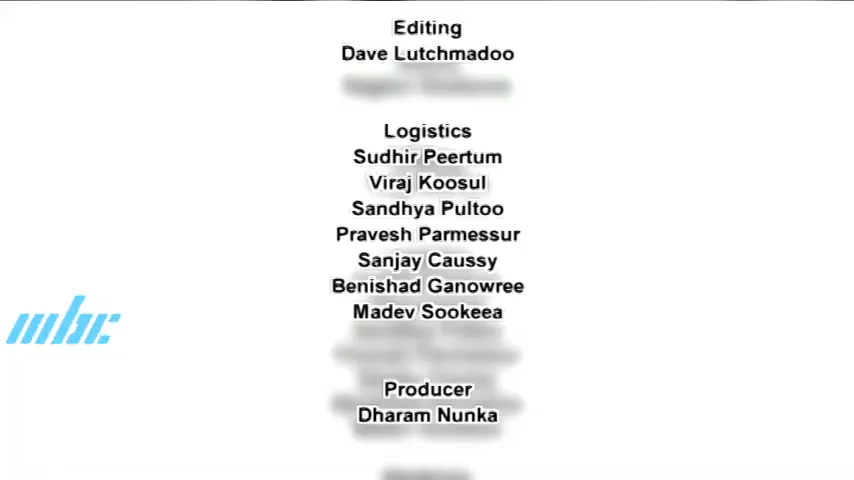 Editing
Dave Lutchmadoo
Logistics
Sudhir Peertum
Viraj Koosul
Sandhya Pultoo
Pravesh Parmessur
Sanjay Caussy
Benishad Ganowree
Madev Sookeea
mbc
Producer
Dharam Nunka